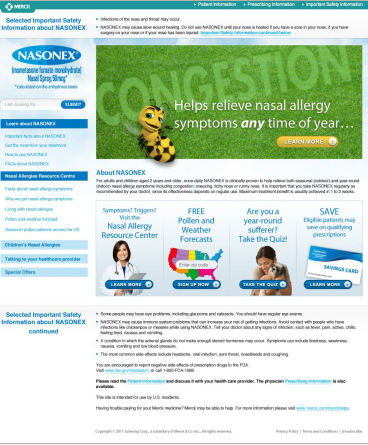 MERCK
Patient Information
Prescribing Information
Important Safety Information
Selected Important Safety
Information about NASONEX
Infections of the nose and throat may occur.
NASONEX may cause slow wound healing. Do not use NASONEX until your nose is healed if you have a sore in your nose, if you have
surgery on your nose or if your nose has been injured. Important Safety Information continued below
NASONEX
(mometasone furoate monohydrate)
Nasal Spray, 50mcg*
*calculated on the anhydrous basis
I am looking for...
SUBMIT
CONGESTION
Helps relieve nasal allergy
symptoms any time of year...
LEARN MORE
Learn about NASONEX
Important facts about NASONEX
Get the most from your treatment
How to use NASONEX
FAQs about NASONEX
Nasal Allergies Resource Centre
Facts about nasal allergy symptoms
Why we get nasal allergy symptoms
Living with nasal allergies
Pollen and weather forecast
Seasonal pollen patterns across the US
Children's Nasal Allergies
Talking to your healthcare provider
Special Offers
About NASONEX
For adults and children aged 2 years and older, once-daily NASONEX is clinically proven to help relieve both seasonal (outdoor) and year-round
(indoor) nasal allergy symptoms including congestion, sneezing, itchy nose or runny nose. It is important that you take NASONEX regularly as
recommended by your doctor, since its effectiveness depends on regular use. Maximum treatment benefit is usually achieved in 1 to 2 weeks.
Symptoms? Triggers?
Visit the
Nasal Allergy
Resource Center
LEARN MORE
FREE
Pollen and
Weather
Forecasts
Enter zip code
SIGN UP NOW
Are you a
year-round
sufferer?
Take the Quiz!
TAKE THE QUIZ
SAVE
Eligible patients may
save on qualifying
prescriptions
SAVINGS CARD
LEARN MORE
Selected Important Safety
Information about NASONEX
continued
Some people may have eye problems, including glaucoma and cataracts. You should have regular eye exams.
NASONEX may cause immune system problems that can increase your risk of getting infections. Avoid contact with people who have
infections like chickenpox or measles while using NASONEX. Tell your doctor about any signs of infection, such as fever, pain, aches, chills,
feeling tired, nausea and vomiting.
A condition in which the adrenal glands do not make enough steroid hormones may occur. Symptoms can include tiredness, weakness,
nausea, vomiting and low blood pressure.
The most common side effects include headache, viral infection, sore throat, nosebleeds and coughing.
You are encouraged to report negative side effects of prescription drugs to the FDA.
Visit www.fda.gov/medwatch, or call 1-800-FDA-1088.
Please read the Patient Information and discuss it with your health care provider. The physician Prescribing Information is also
available.
This site is intended for use by U.S. residents.
Having trouble paying for your Merck medicine? Merck may be able to help. For more information please visit www.merck.com/merckhelps.
Copyright © 2011 Schering Corp., a subsidiary of Merck & Co. Inc., All rights reserved.
Privacy Policy | Terms and Conditions | Unsubscribe